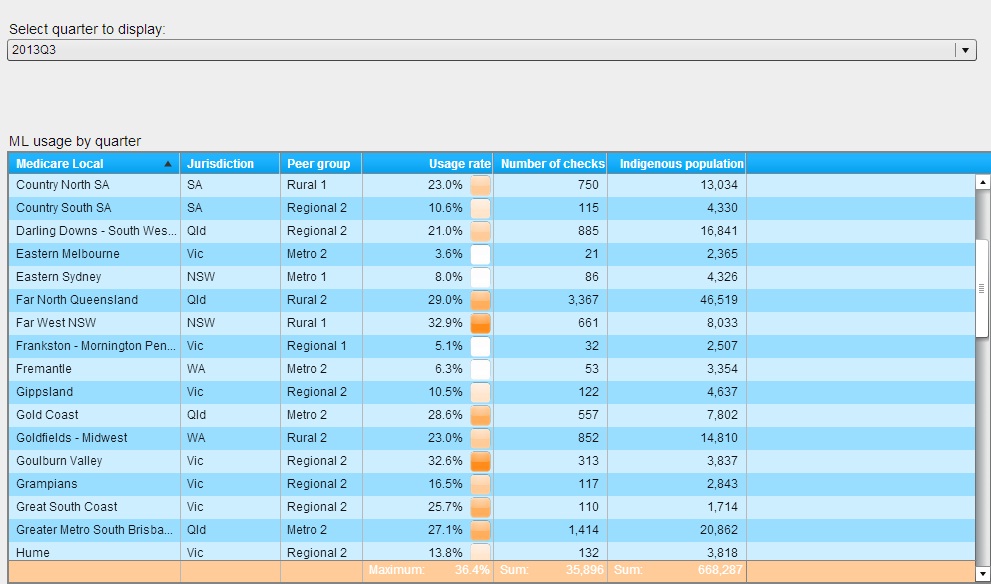 Select quarter to display:
2013Q3
ML usage by quarter
Medicare Local Jurisdiction Peer group Usage rate Number of checks Indigenous population
Country North SA SA Rural 1 23.0% 750 13,034
Country South SA SA Regional 2 10.6% 115 4,330
Darling Downs - South Wes... Qld Regional 2 21.0% 885 16,841
Eastern Melbourne Vic Metro 2 3.6% 21 2,365
Eastern Sydney NSW Metro 1 8.0% 86 4,326
Far North Queensland Qld Rural 2 29.0% 3,367 46,519
Far West NSW NSW Rural 1 32.9% 661 8,033
Frankston - Mornington Pen... Vic Regional 1 5.1% 32 2,507
Fremantle WA Metro 2 6.3% 53 3,354
Gippsland Vic Regional 2 10.5% 122 4,637
Gold Coast Qld Metro 2 28.6% 557 7,802
Goldfields - Midwest WA Rural 2 23.0% 852 14,810
Goulburn Valley Vic Regional 2 32.6% 313 3,837
Grampians Vic Regional 2 16.5% 117 2,843
Great South Coast Vic Regional 2 25.7% 110 1,714
Greater Metro South Brisba... Qld Metro 2 27.1% 1,414 20,862
Hume Vic Regional 2 13.8% 132 3,818
Maximum: 36.4% Sum: 35,896 Sum: 668,287